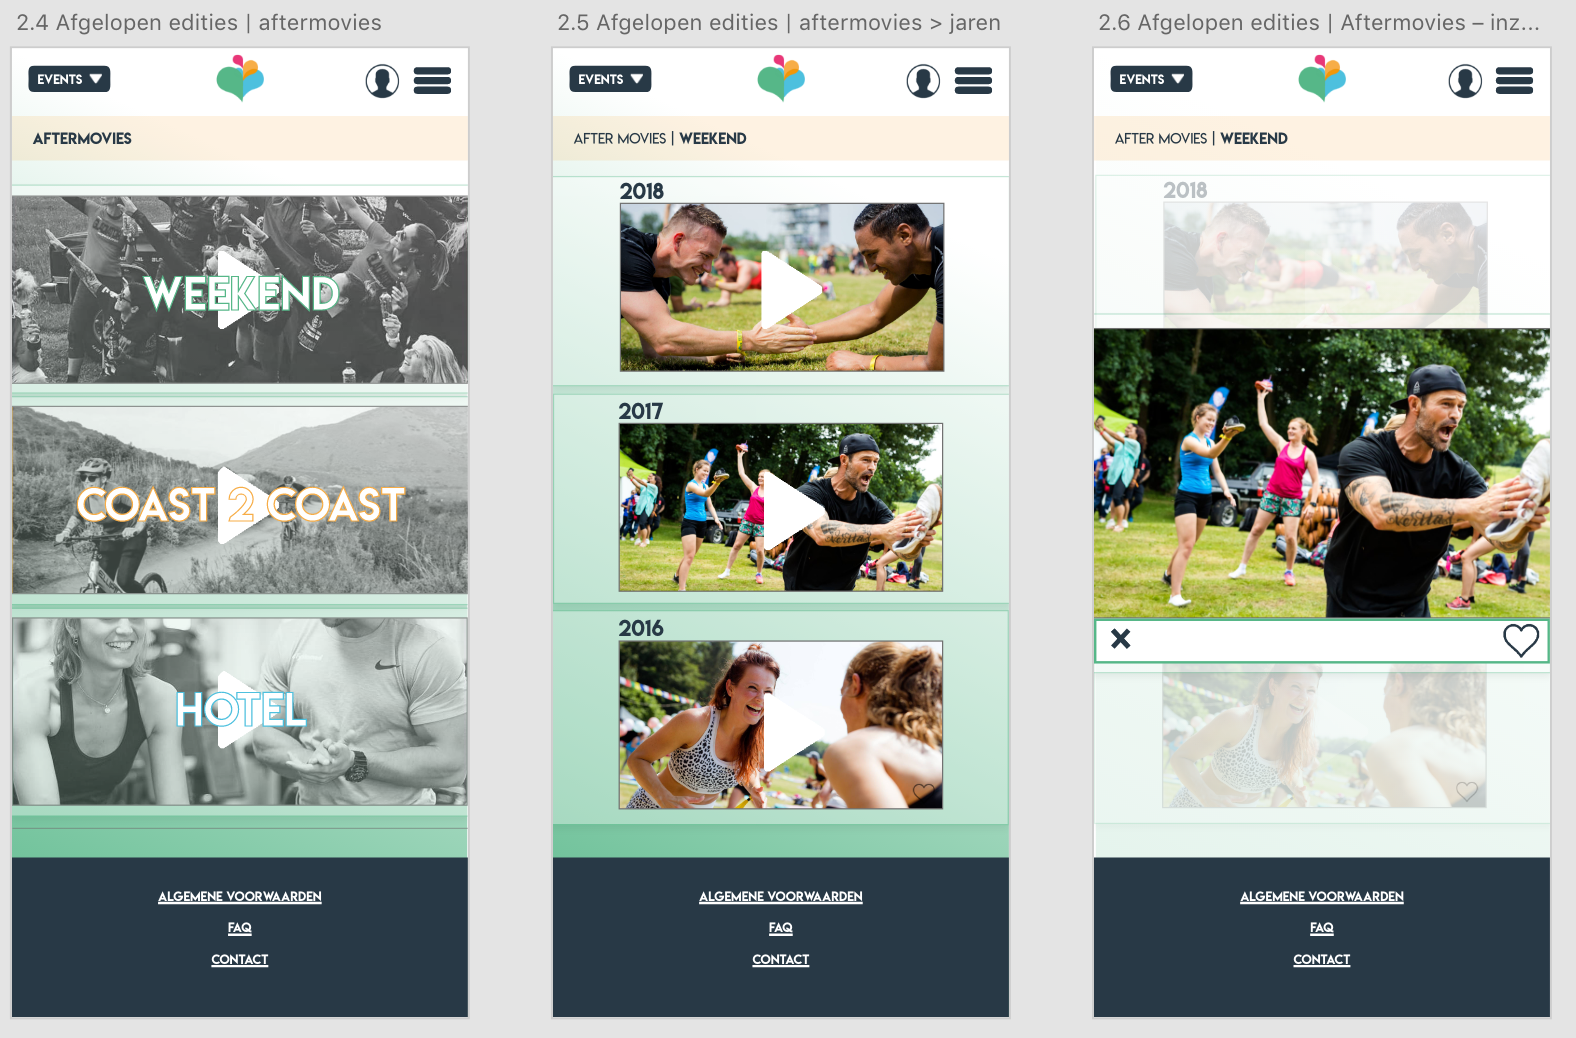 2.4 Afgelopen edities | aftermovies
EVENTS
AFTERMOVIES
WEEKEND
COAST 2 COAST
HOTEL
ALGEMENE VOORWAARDEN
FAQ
CONTACT
2.5 Afgelopen edities | aftermovies > jaren
EVENTS
AFTER MOVIES | WEEKEND
2018
2017
2016
ALGEMENE VOORWAARDEN
FAQ
CONTACT
2.6 Afgelopen edities | Aftermovies – inz...
EVENTS
AFTER MOVIES | WEEKEND
2018
Veritas
ALGEMENE VOORWAARDEN
FAQ
CONTACT